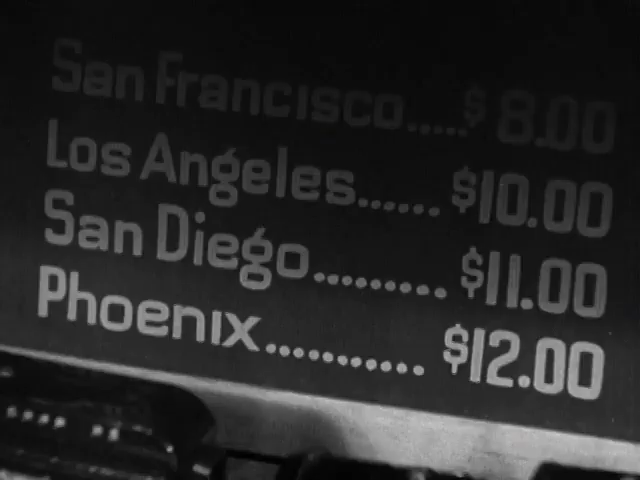 San Francisco.....$ 8.00
Los Angeles......$10.00
San Diego.........$11.00
Phoenix...........$12.00